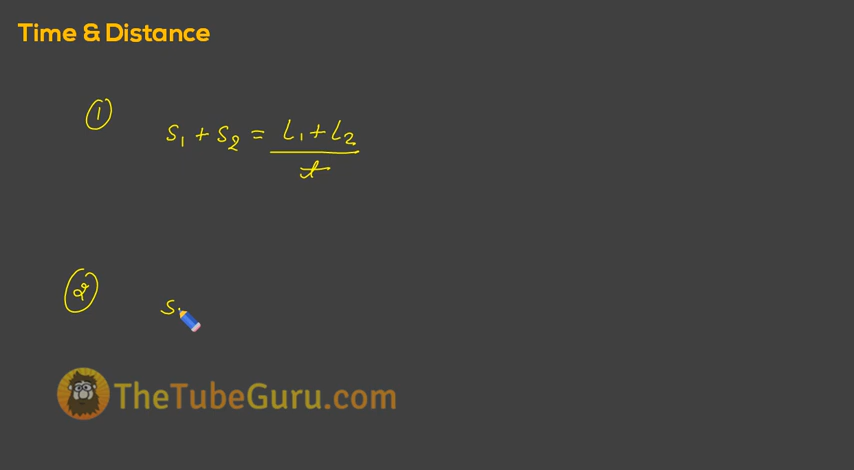 Time & Distance
① S₁ + S₂ = (L₁ + L₂) / t
② S
TheTubeGuru.com